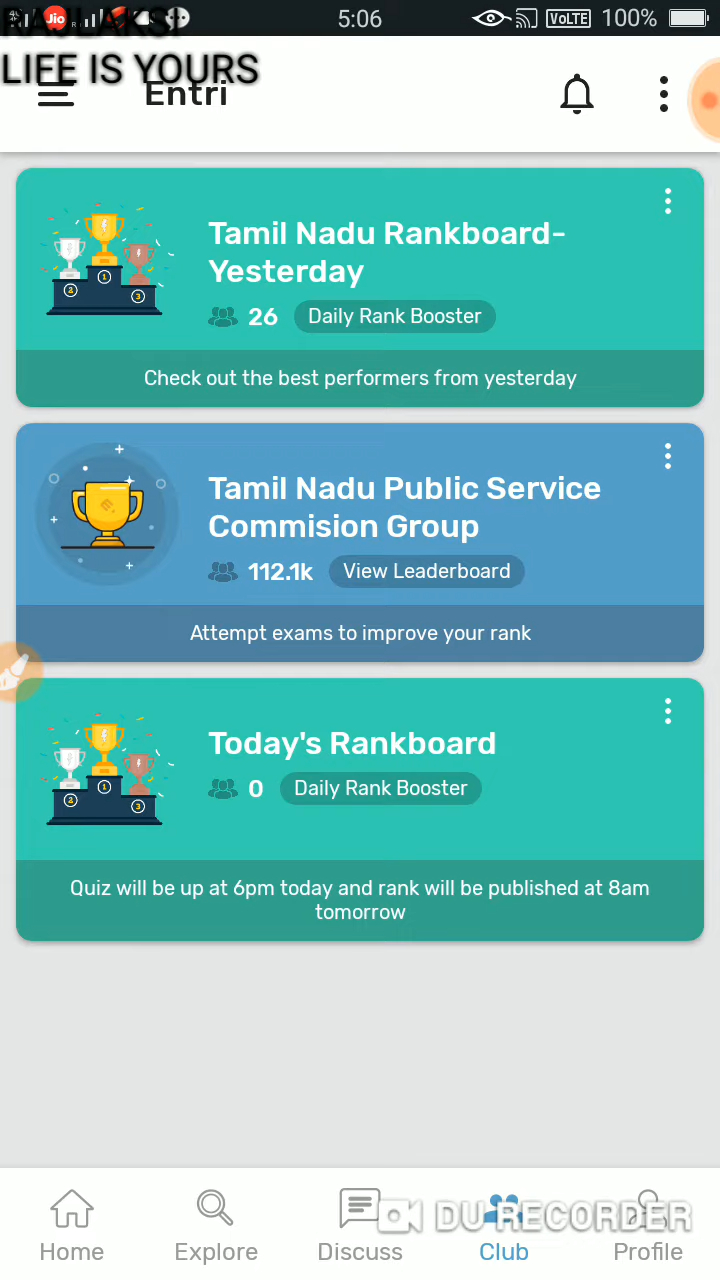 5:06
VoLTE 100%
LIFE IS YOURS
Entri
Tamil Nadu Rankboard-
Yesterday
26 Daily Rank Booster
Check out the best performers from yesterday
Tamil Nadu Public Service
Commision Group
112.1k View Leaderboard
Attempt exams to improve your rank
Today's Rankboard
0 Daily Rank Booster
Quiz will be up at 6pm today and rank will be published at 8am
tomorrow
DU RECORDER
Home Explore Discuss Club Profile